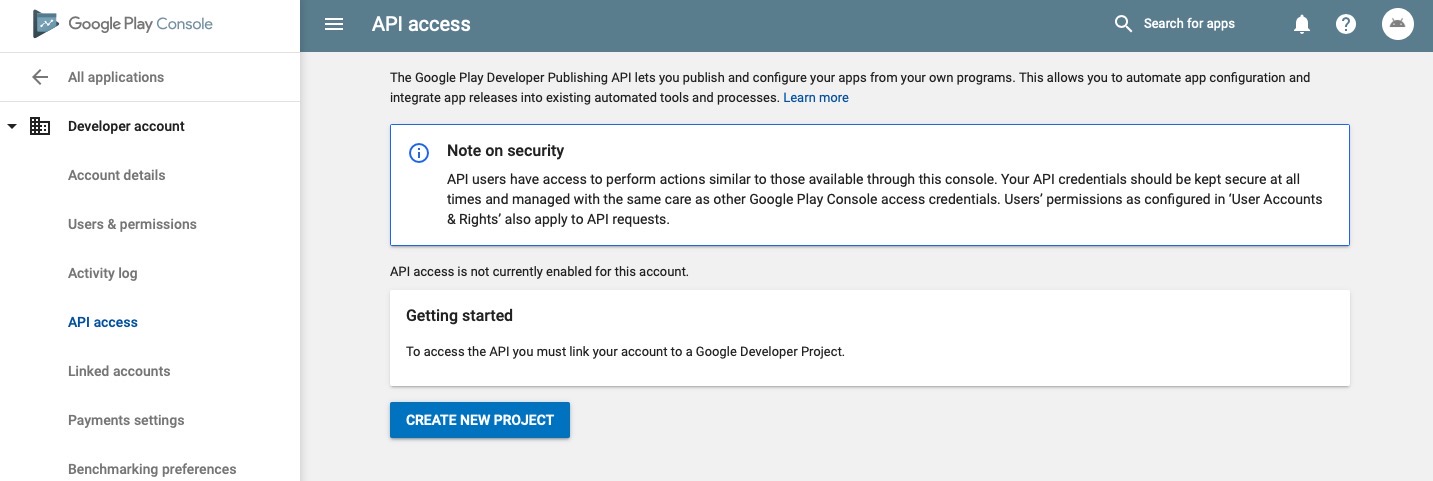 Google Play Console
API access
Search for apps
All applications
Developer account
Account details
Users & permissions
Activity log
API access
Linked accounts
Payments settings
Benchmarking preferences
The Google Play Developer Publishing API lets you publish and configure your apps from your own programs. This allows you to automate app configuration and
integrate app releases into existing automated tools and processes. Learn more
Note on security
API users have access to perform actions similar to those available through this console. Your API credentials should be kept secure at all
times and managed with the same care as other Google Play Console access credentials. Users’ permissions as configured in ‘User Accounts
& Rights’ also apply to API requests.
API access is not currently enabled for this account.
Getting started
To access the API you must link your account to a Google Developer Project.
CREATE NEW PROJECT